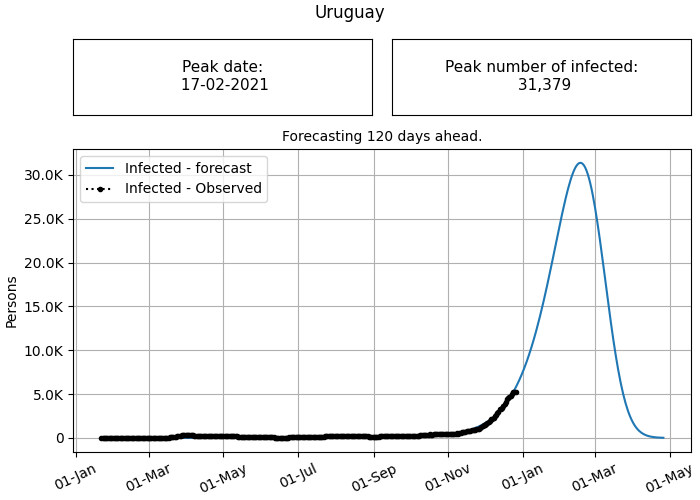 Uruguay
Peak date:
17-02-2021
Peak number of infected:
31,379
Forecasting 120 days ahead.
Infected - forecast
Infected - Observed
Persons
30.0K
25.0K
20.0K
15.0K
10.0K
5.0K
0
01-Jan
01-Mar
01-May
01-Jul
01-Sep
01-Nov
01-Jan
01-Mar
01-May